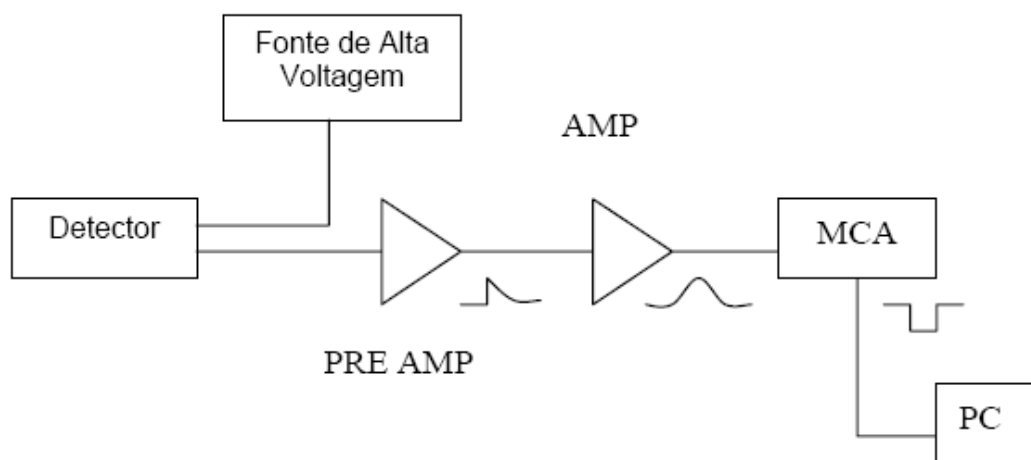 Fonte de Alta
Voltagem
AMP
Detector
MCA
PRE AMP
PC